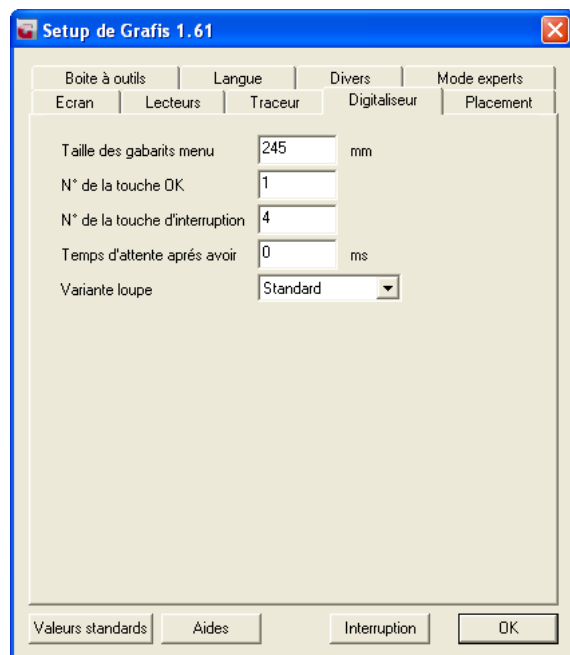 Setup de Grafis 1.61
Boite à outils Langue Divers Mode experts
Ecran Lecteurs Traceur Digitaliseur Placement
Taille des gabarits menu 245 mm
N° de la touche OK 1
N° de la touche d'interruption 4
Temps d'attente aprés avoir 0 ms
Variante loupe Standard
Valeurs standards Aides Interruption OK